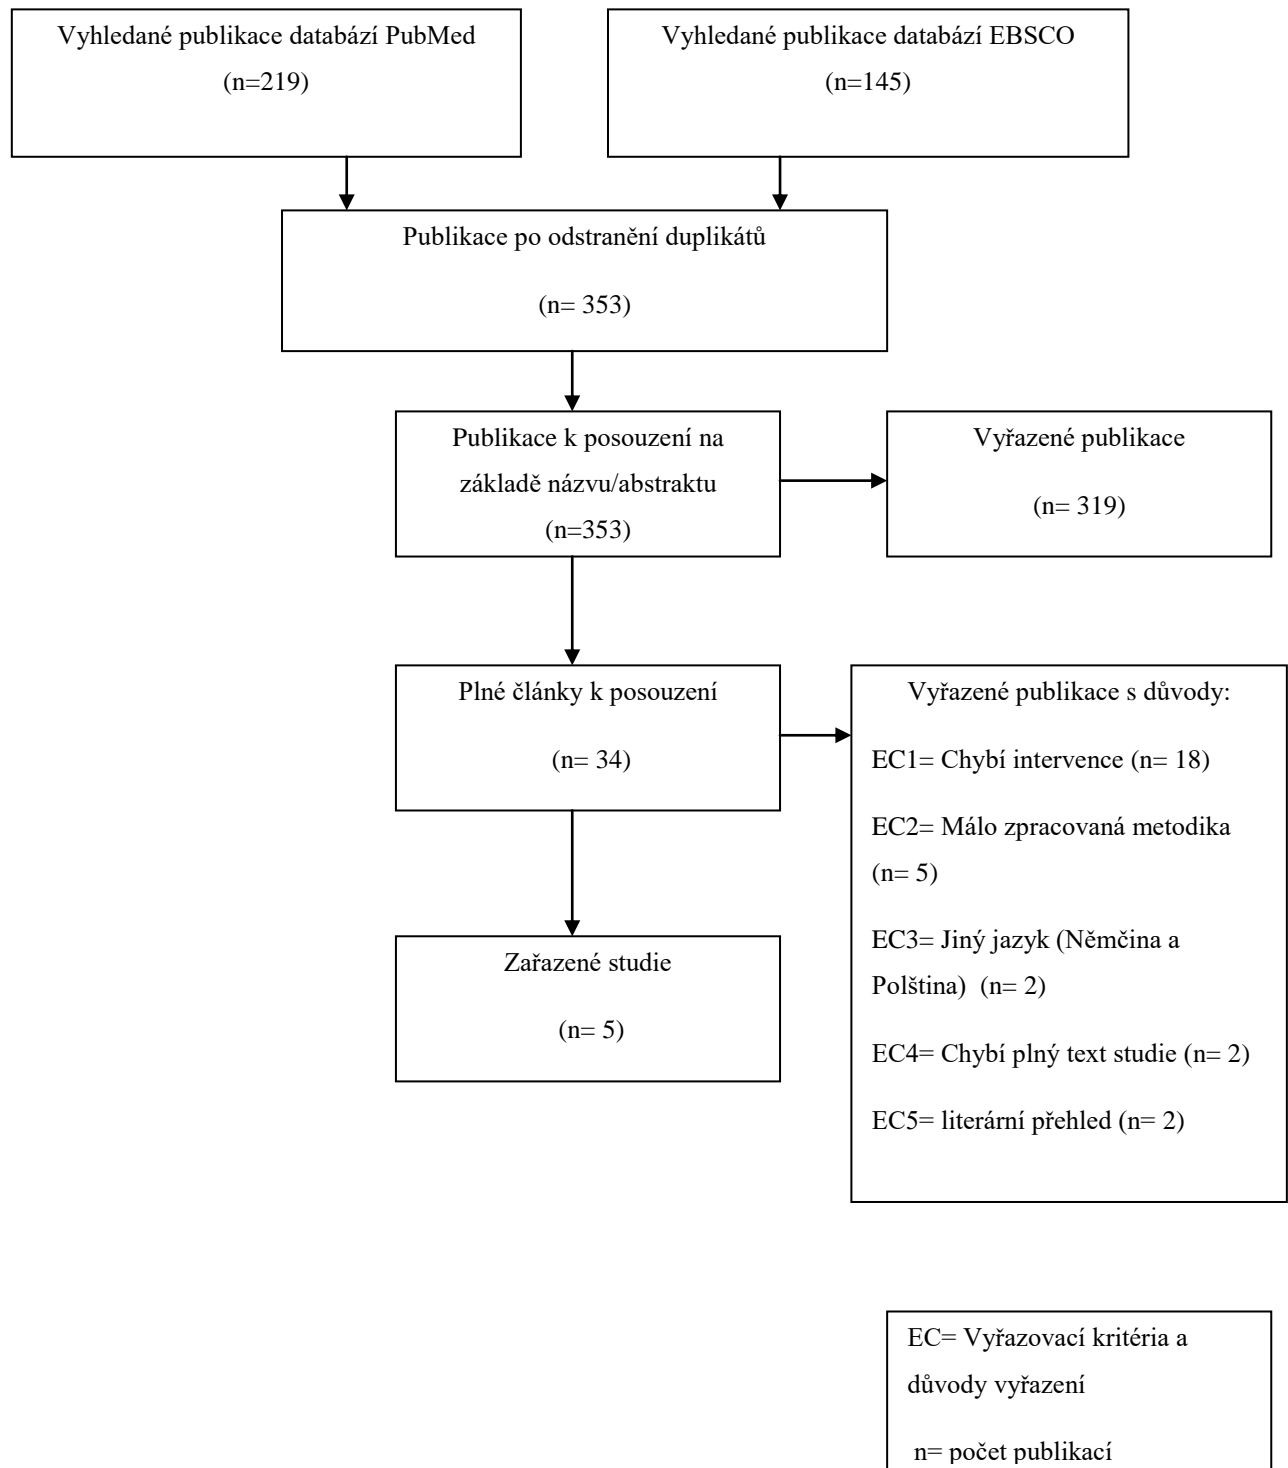 Vyhledané publikace databází PubMed
(n=219)
Vyhledané publikace databází EBSCO
(n=145)
Publikace po odstranění duplikátů
(n= 353)
Publikace k posouzení na
základě názvu/abstraktu
(n=353)
Vyřazené publikace
(n= 319)
Plné články k posouzení
(n= 34)
Vyřazené publikace s důvody:
EC1= Chybí intervence (n= 18)
EC2= Málo zpracovaná metodika
(n= 5)
EC3= Jiný jazyk (Němčina a
Polština)  (n= 2)
EC4= Chybí plný text studie (n= 2)
EC5= literární přehled (n= 2)
Zařazené studie
(n= 5)
EC= Vyřazovací kritéria a
důvody vyřazení
n= počet publikací